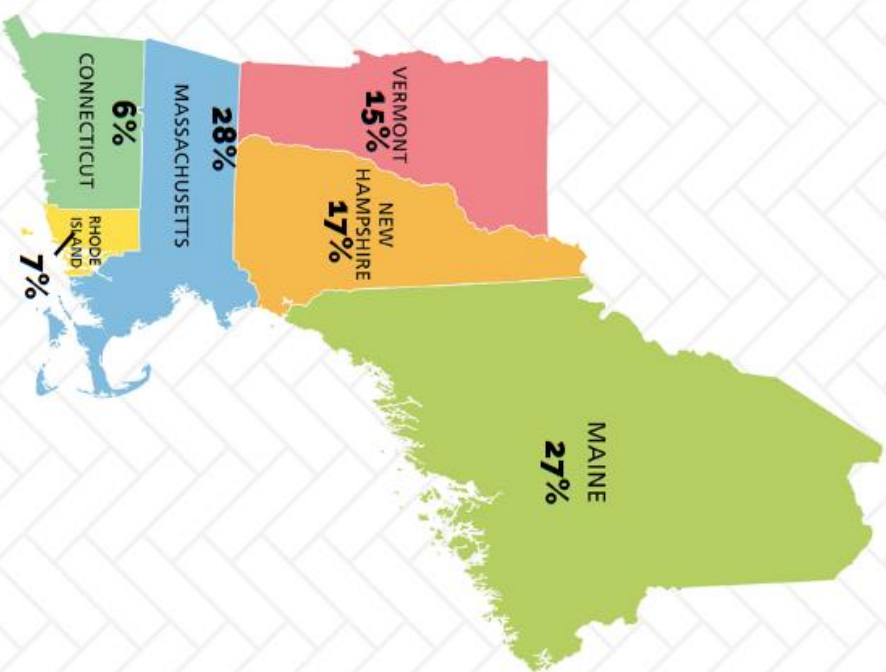 VERMONT
15%
NEW
HAMPSHIRE
17%
MAINE
27%
28%
MASSACHUSETTS
6%
CONNECTICUT
RHODE
ISLAND
7%